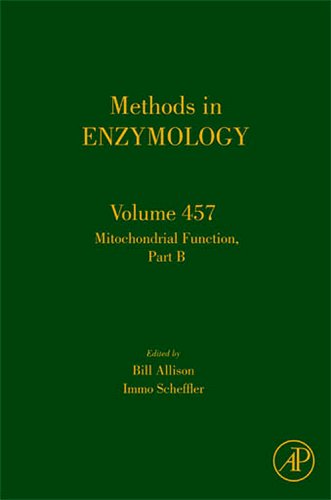 Methods in
ENZYMOLOGY
Volume 457
Mitochondrial Function,
Part B
Edited by
Bill Allison
Immo Scheffler
AP